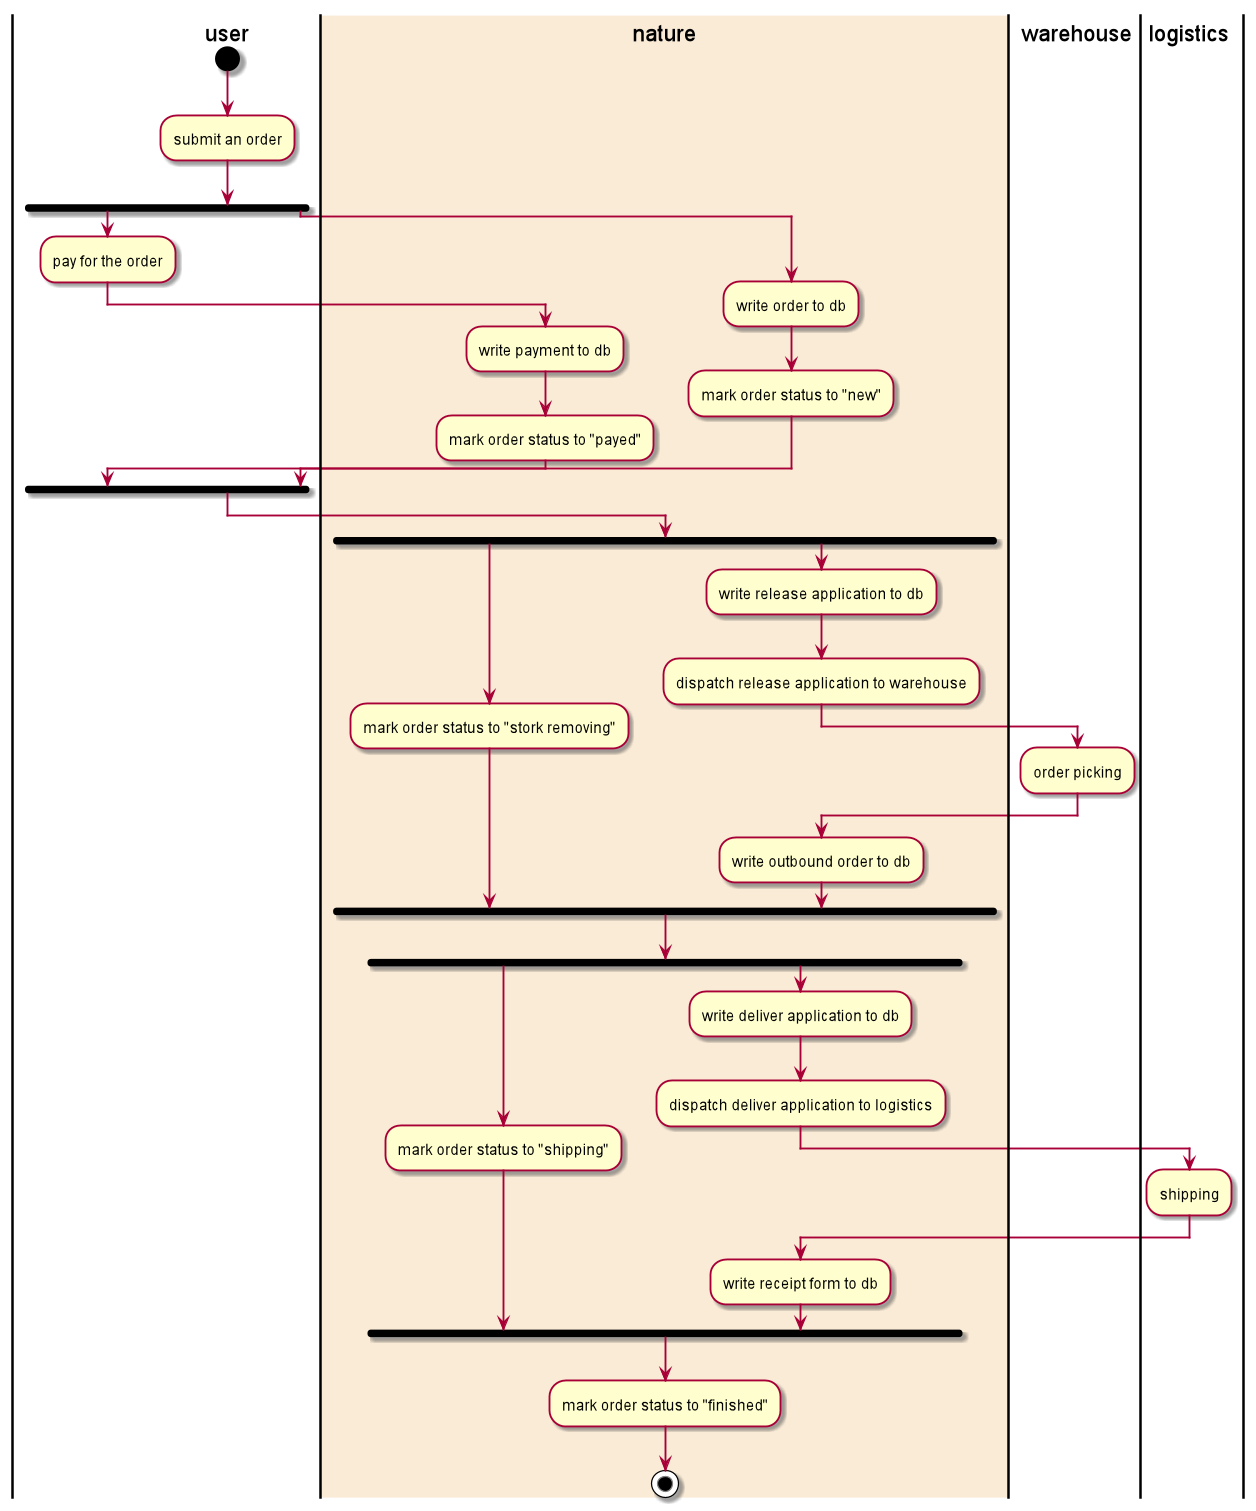 user
nature
warehouse
logistics
submit an order
pay for the order
write order to db
write payment to db
mark order status to "new"
mark order status to "payed"
write release application to db
dispatch release application to warehouse
mark order status to "stork removing"
order picking
write outbound order to db
write deliver application to db
dispatch deliver application to logistics
mark order status to "shipping"
shipping
write receipt form to db
mark order status to "finished"